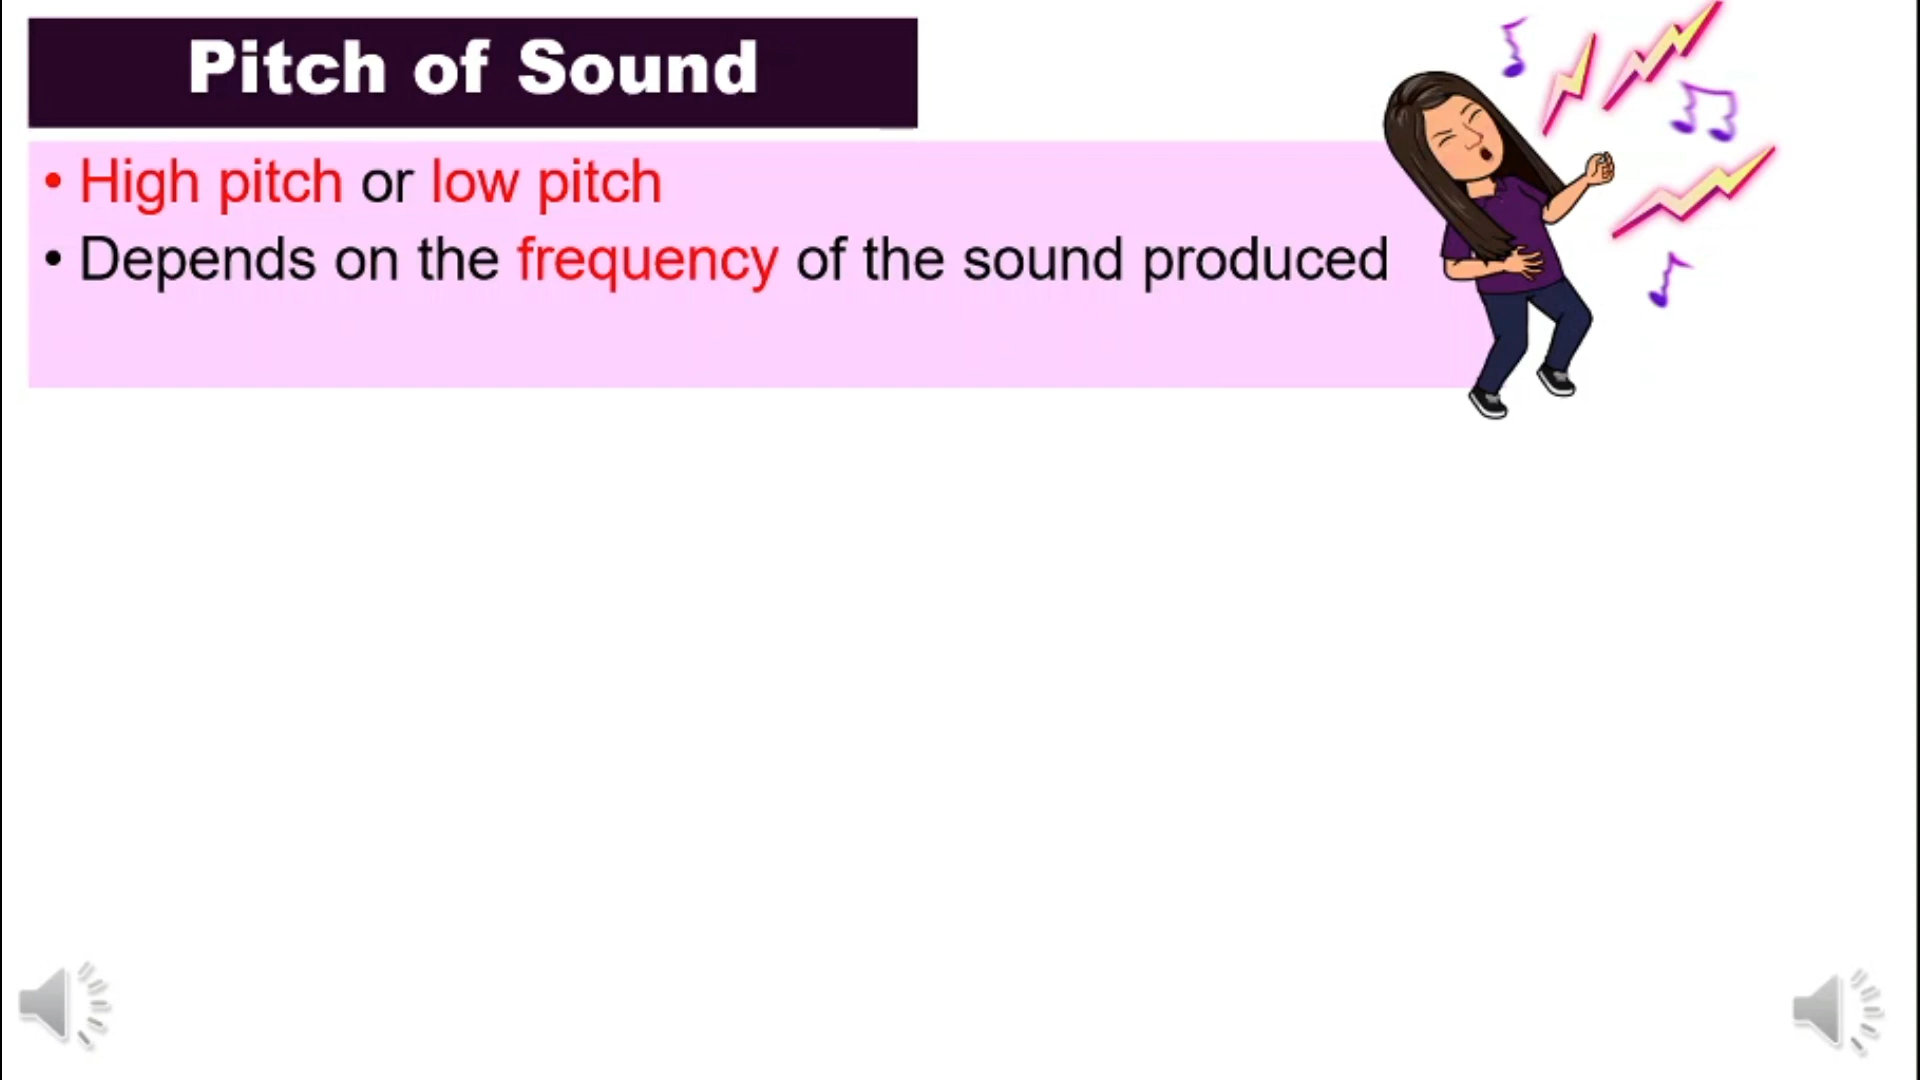 Pitch of Sound
• High pitch or low pitch
• Depends on the frequency of the sound produced